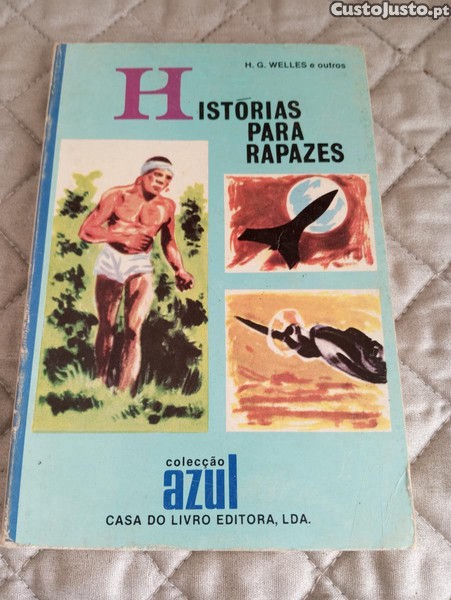 CustoJusto.pt
H. G. WELLES e outros
HISTÓRIAS
PARA
RAPAZES
colecção
azul
CASA DO LIVRO EDITORA, LDA.